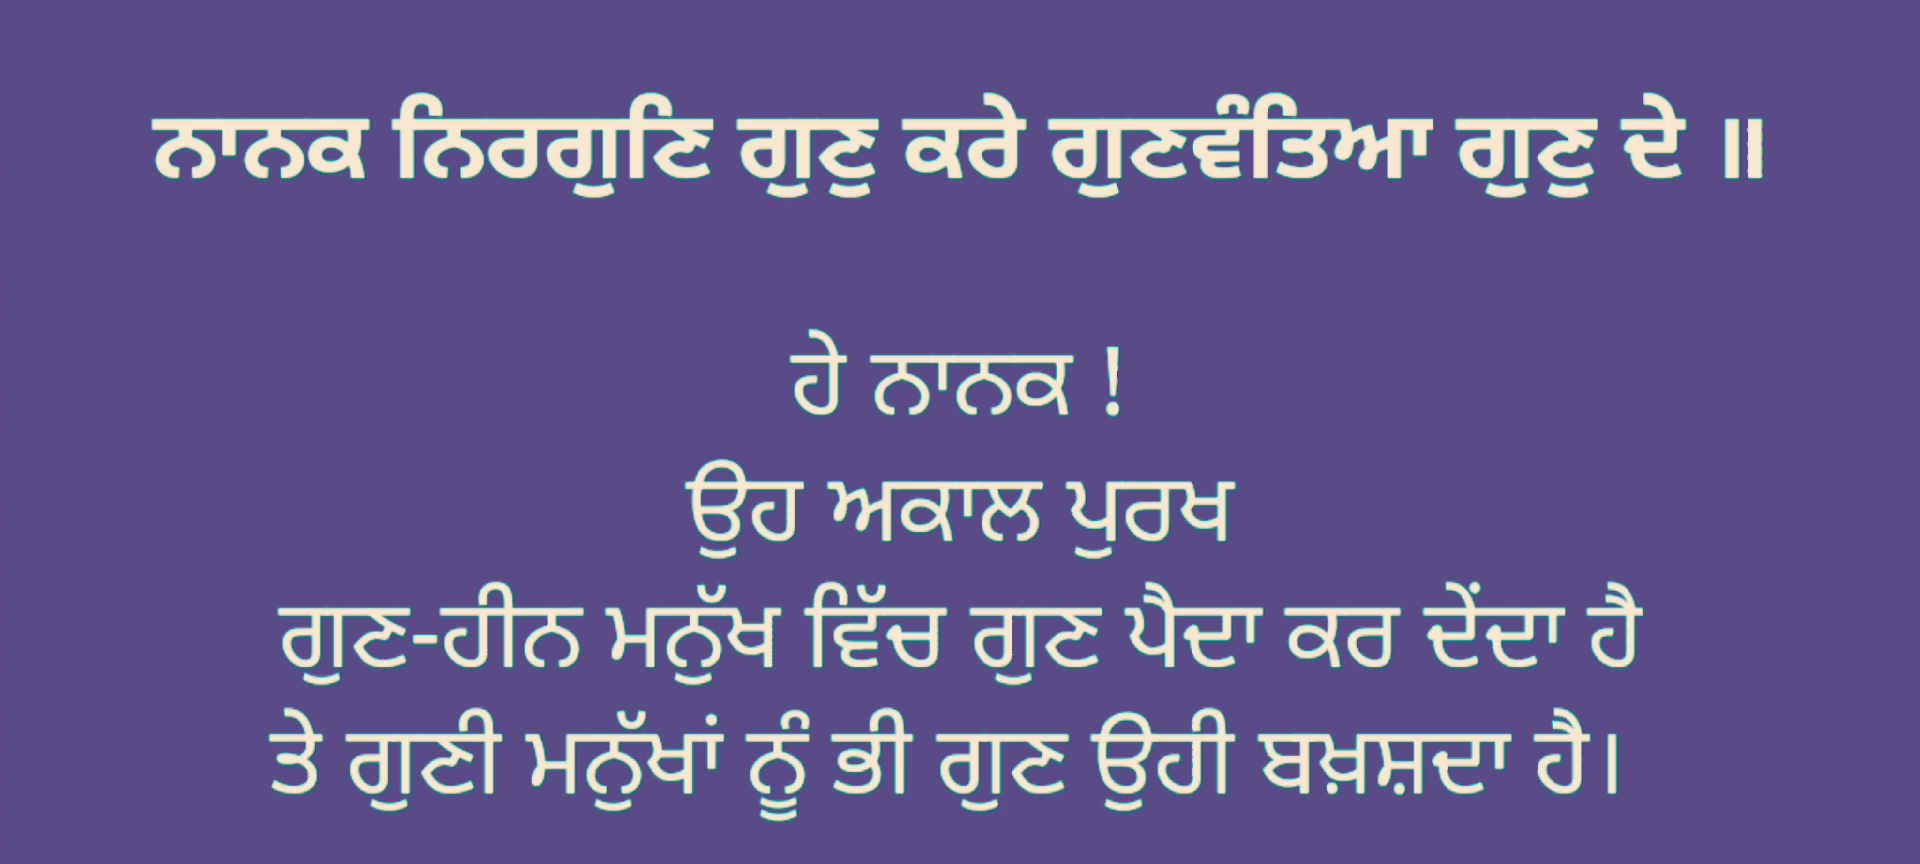 ਨਾਨਕ ਨਿਰਗੁਣਿ ਗੁਣੁ ਕਰੇ ਗੁਣਵੰਤਿਆ ਗੁਣੁ ਦੇ ॥
ਹੇ ਨਾਨਕ !
ਉਹ ਅਕਾਲ ਪੁਰਖ
ਗੁਣ-ਹੀਨ ਮਨੁੱਖ ਵਿੱਚ ਗੁਣ ਪੈਦਾ ਕਰ ਦੇਂਦਾ ਹੈ
ਤੇ ਗੁਣੀ ਮਨੁੱਖਾਂ ਨੂੰ ਭੀ ਗੁਣ ਉਹੀ ਬਖ਼ਸ਼ਦਾ ਹੈ।